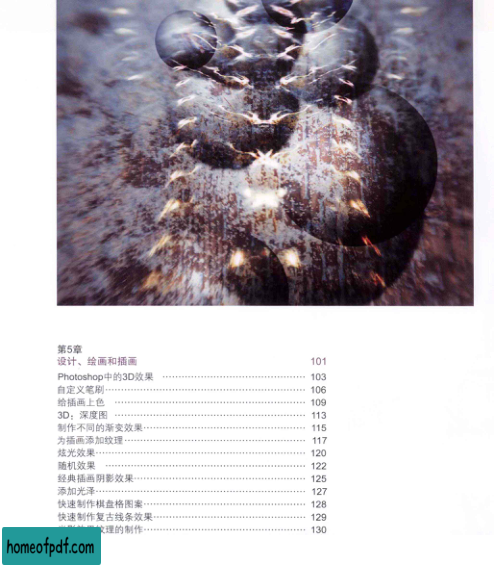 第5章
设计、绘画和插画 101
Photoshop中的3D效果 103
自定义笔刷 106
给插画上色 109
3D：深度图 113
制作不同的渐变效果 115
为插画添加纹理 117
炫光效果 120
随机效果 122
经典插画阴影效果 125
添加光泽 127
快速制作棋盘格图案 128
快速制作复古线条效果 129
纹理的制作 130
homeofpdf.com